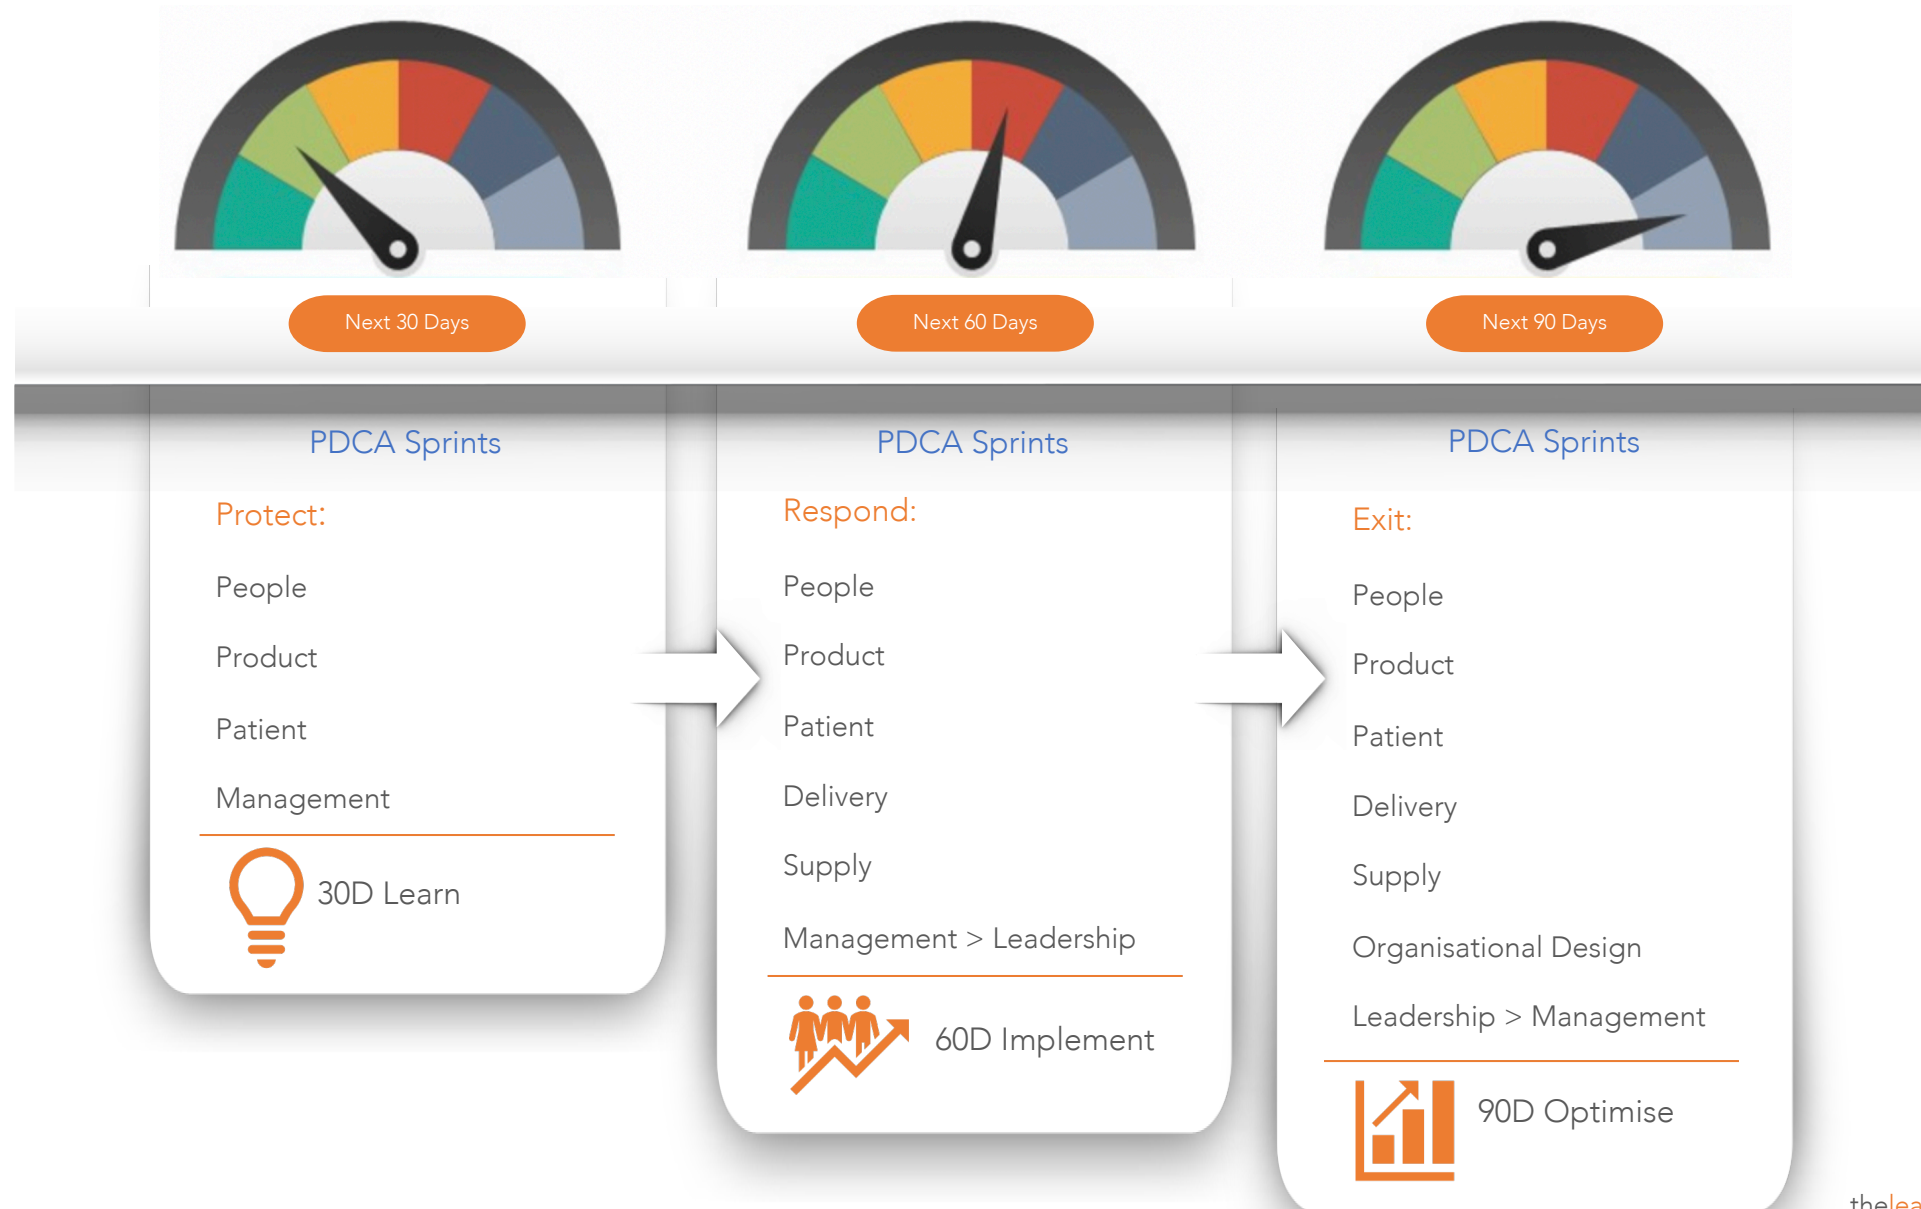 Next 30 Days
Next 60 Days
Next 90 Days
PDCA Sprints
Protect:
People
Product
Patient
Management
30D Learn
PDCA Sprints
Respond:
People
Product
Patient
Delivery
Supply
Management > Leadership
60D Implement
PDCA Sprints
Exit:
People
Product
Patient
Delivery
Supply
Organisational Design
Leadership > Management
90D Optimise